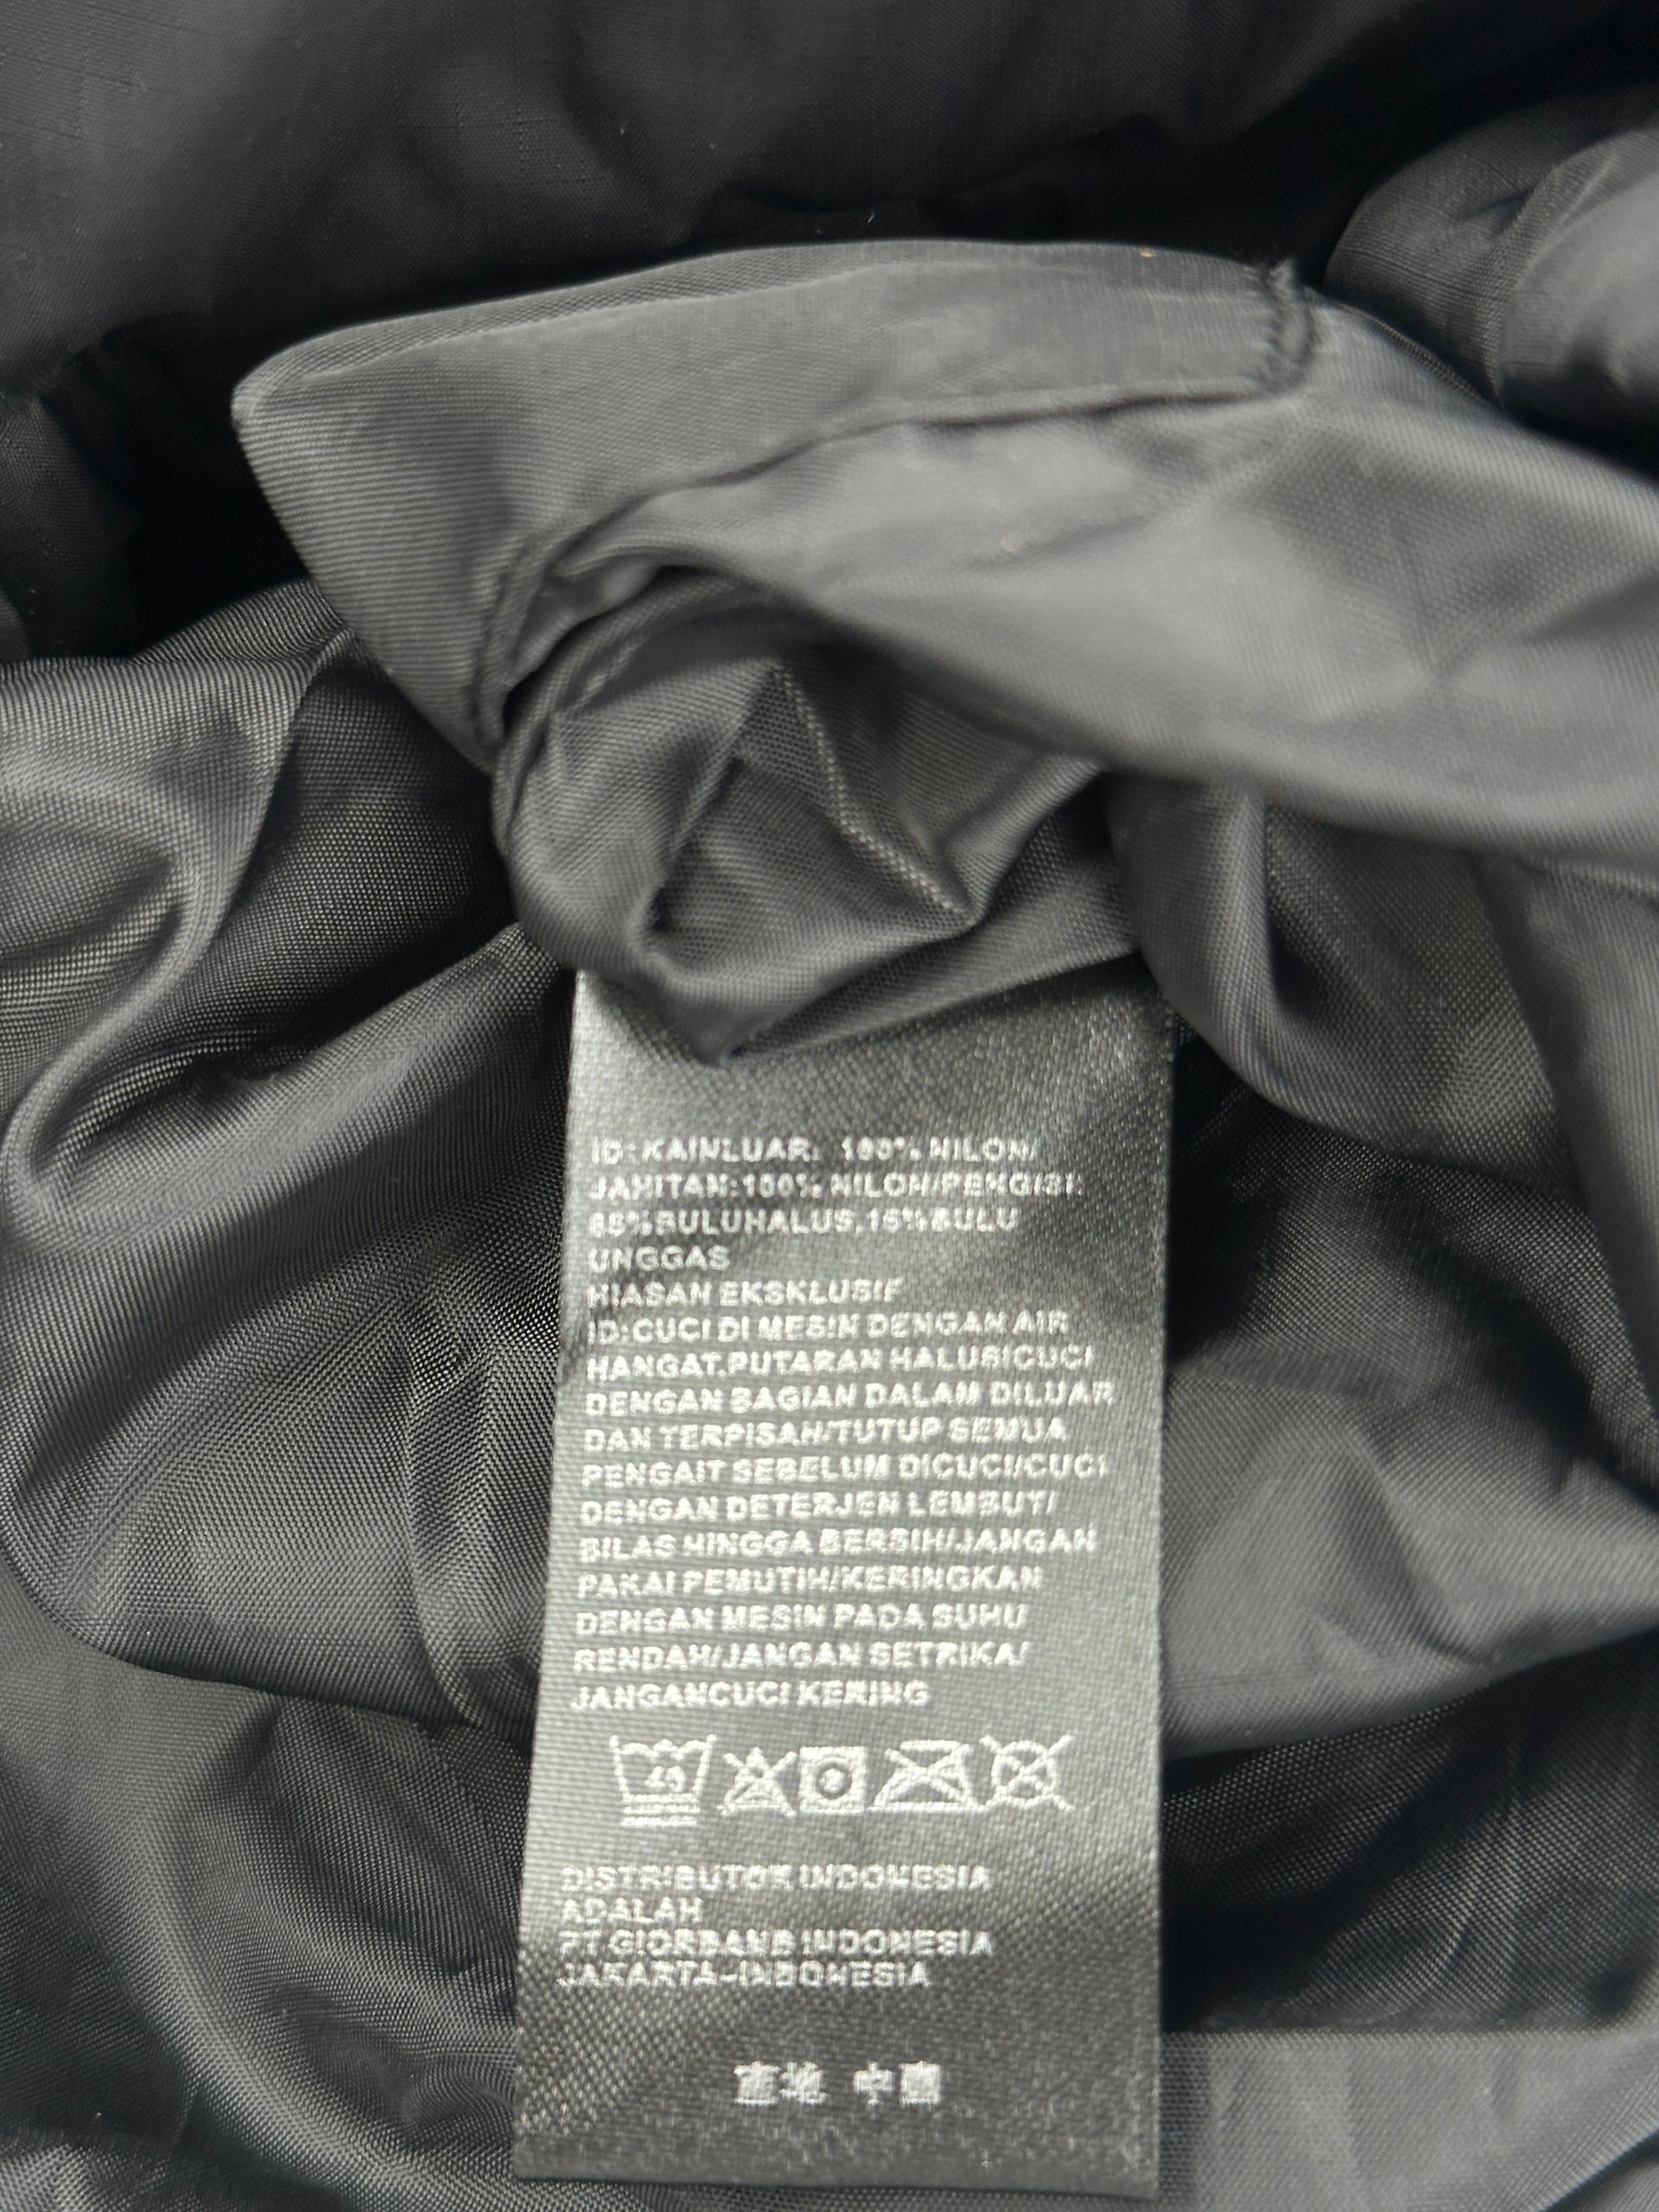 ID:KAINLUAR: 100% NILON/
JAHITAN:100% NILON/PENGISI:
85%BULUHALUS,15%BULU
UNGGAS
HIASAN EKSKLUSIF
ID:CUCI DI MESIN DENGAN AIR
HANGAT.PUTARAN HALUS/CUCI
DENGAN BAGIAN DALAM DILUAR
DAN TERPISAH/TUTUP SEMUA
PENGAIT SEBELUM DICUCI/CUCI
DENGAN DETERJEN LEMBUT/
BILAS HINGGA BERSIH/JANGAN
PAKAI PEMUTIH/KERINGKAN
DENGAN MESIN PADA SUHU
RENDAH/JANGAN SETRIKA/
JANGANCUCI KERING
40
DISTRIBUTOR INDONESIA
ADALAH
PT INDONESIA
JAKARTA-INDONESIA
產地 中國